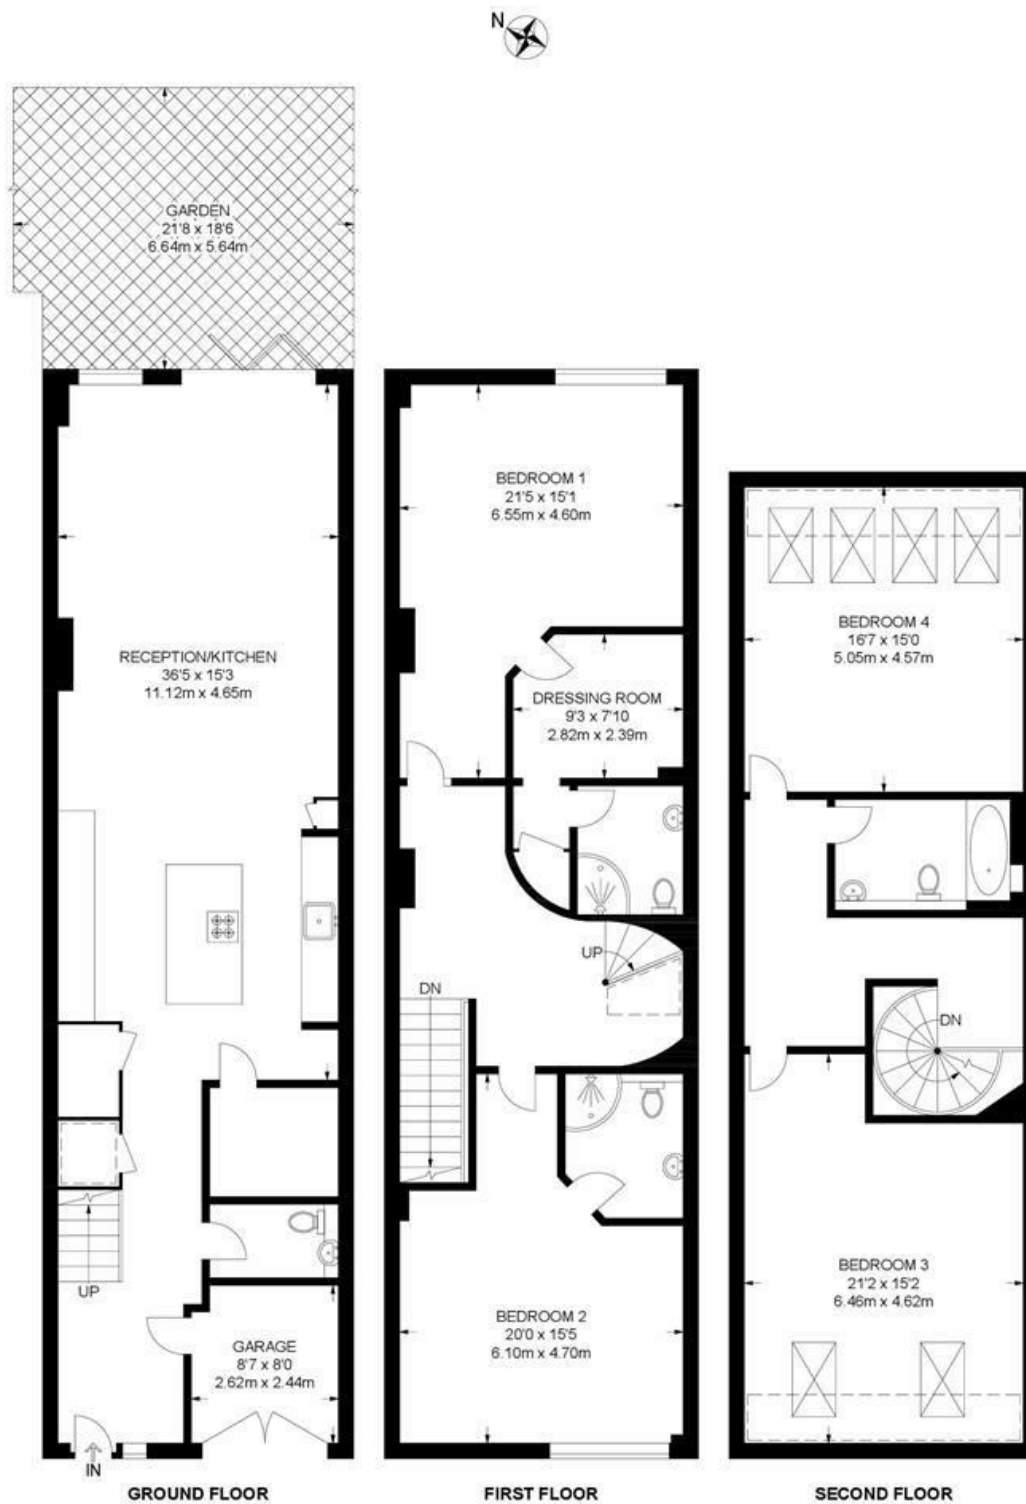 N
GARDEN
21'8 x 18'6
6.64m x 5.64m
RECEPTION/KITCHEN
36'5 x 15'3
11.12m x 4.65m
UP
GARAGE
8'7 x 8'0
2.62m x 2.44m
IN
GROUND FLOOR
BEDROOM 1
21'5 x 15'1
6.55m x 4.60m
DRESSING ROOM
9'3 x 7'10
2.82m x 2.39m
UP
DN
BEDROOM 2
20'0 x 15'5
6.10m x 4.70m
FIRST FLOOR
BEDROOM 4
16'7 x 15'0
5.05m x 4.57m
DN
BEDROOM 3
21'2 x 15'2
6.46m x 4.62m
SECOND FLOOR